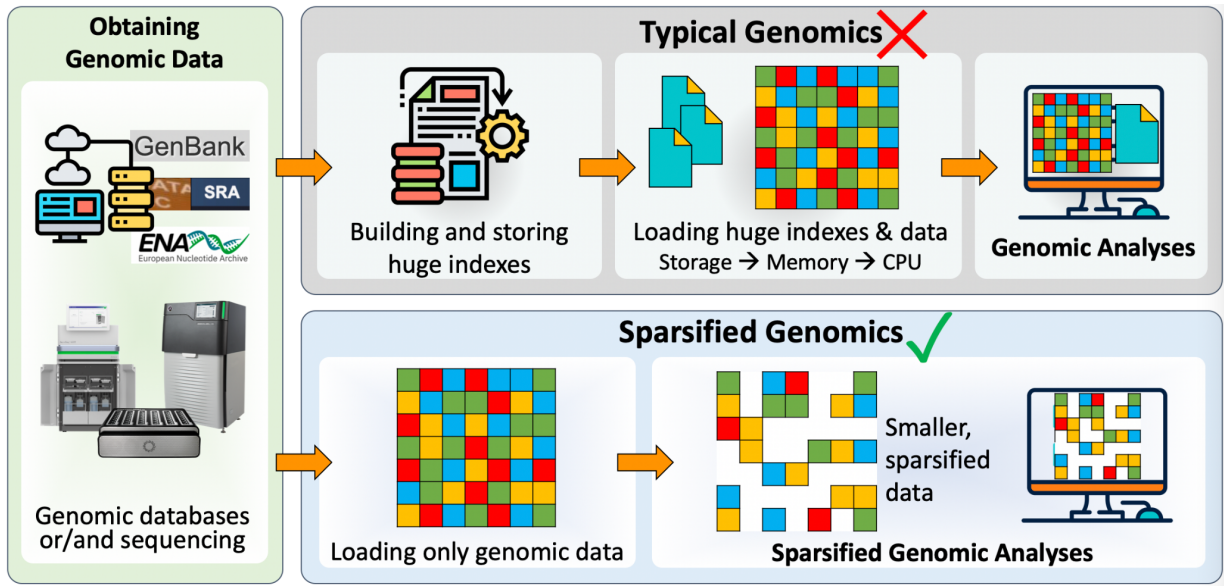 Obtaining
Genomic Data
GenBank
SRA
ENA
European Nucleotide Archive
Genomic databases
or/and sequencing
Typical Genomics
Building and storing
huge indexes
Loading huge indexes & data
Storage → Memory → CPU
Genomic Analyses
Sparsified Genomics
Loading only genomic data
Smaller,
sparsified
data
Sparsified Genomic Analyses